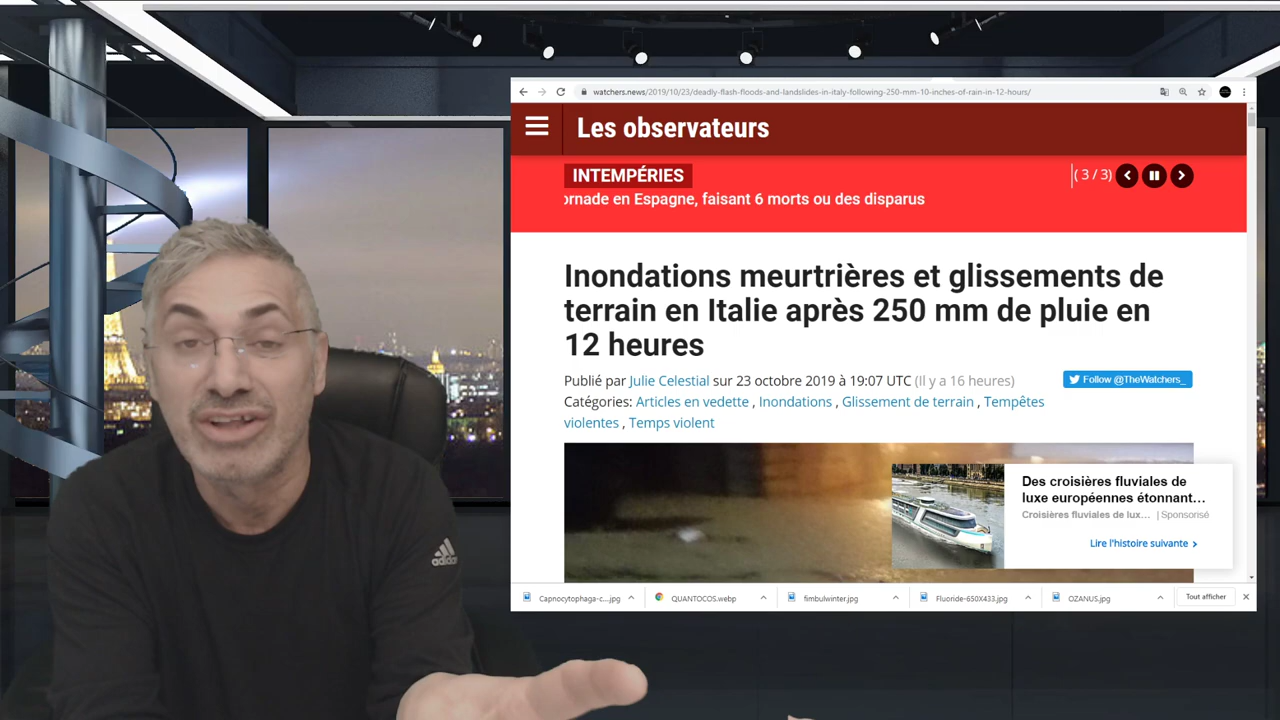 watchers.news/2019/10/23/deadly-flash-floods-and-landslides-in-italy-following-250-mm-10-inches-of-rain-in-12-hours/
Les observateurs
INTEMPÉRIES
( 3 / 3)
ornade en Espagne, faisant 6 morts ou des disparus
Inondations meurtrières et glissements de
terrain en Italie après 250 mm de pluie en
12 heures
Publié par Julie Celestial sur 23 octobre 2019 à 19:07 UTC (Il y a 16 heures)
Follow @TheWatchers_
Catégories: Articles en vedette , Inondations , Glissement de terrain , Tempêtes
violentes , Temps violent
Des croisières fluviales de
luxe européennes étonnant...
Croisières fluviales de lux... | Sponsorisé
Lire l'histoire suivante
adidas
Capnocytophaga-c....jpg
QUANTOCOS.webp
fimbulwinter.jpg
Fluoride-650X433.jpg
OZANUS.jpg
Tout afficher